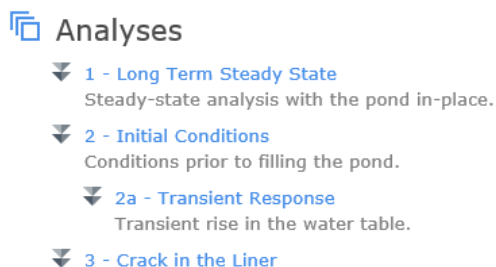 Analyses
1 - Long Term Steady State
Steady-state analysis with the pond in-place.
2 - Initial Conditions
Conditions prior to filling the pond.
2a - Transient Response
Transient rise in the water table.
3 - Crack in the Liner